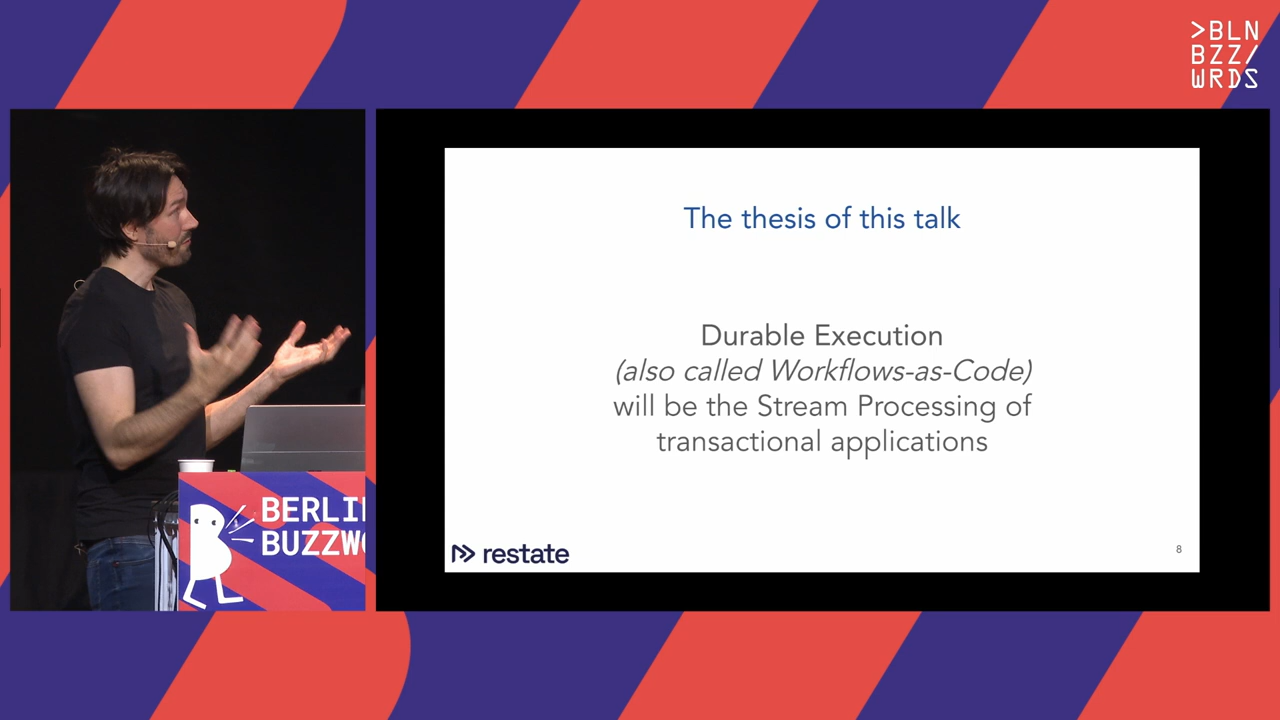 >BLN
BZZ/
WRDS
The thesis of this talk
Durable Execution
(also called Workflows-as-Code)
will be the Stream Processing of
transactional applications
restate
8
BERLI
BUZZW